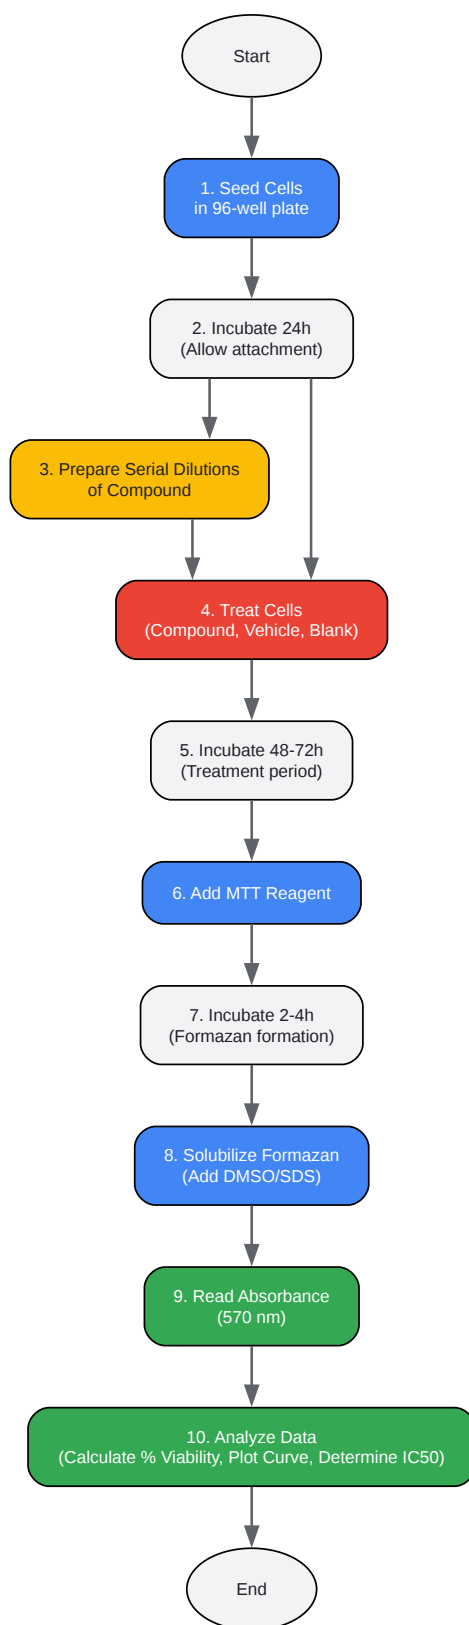 Start
1. Seed Cells
in 96-well plate
2. Incubate 24h
(Allow attachment)
3. Prepare Serial Dilutions
of Compound
4. Treat Cells
(Compound, Vehicle, Blank)
5. Incubate 48-72h
(Treatment period)
6. Add MTT Reagent
7. Incubate 2-4h
(Formazan formation)
8. Solubilize Formazan
(Add DMSO/SDS)
9. Read Absorbance
(570 nm)
10. Analyze Data
(Calculate % Viability, Plot Curve, Determine IC50)
End